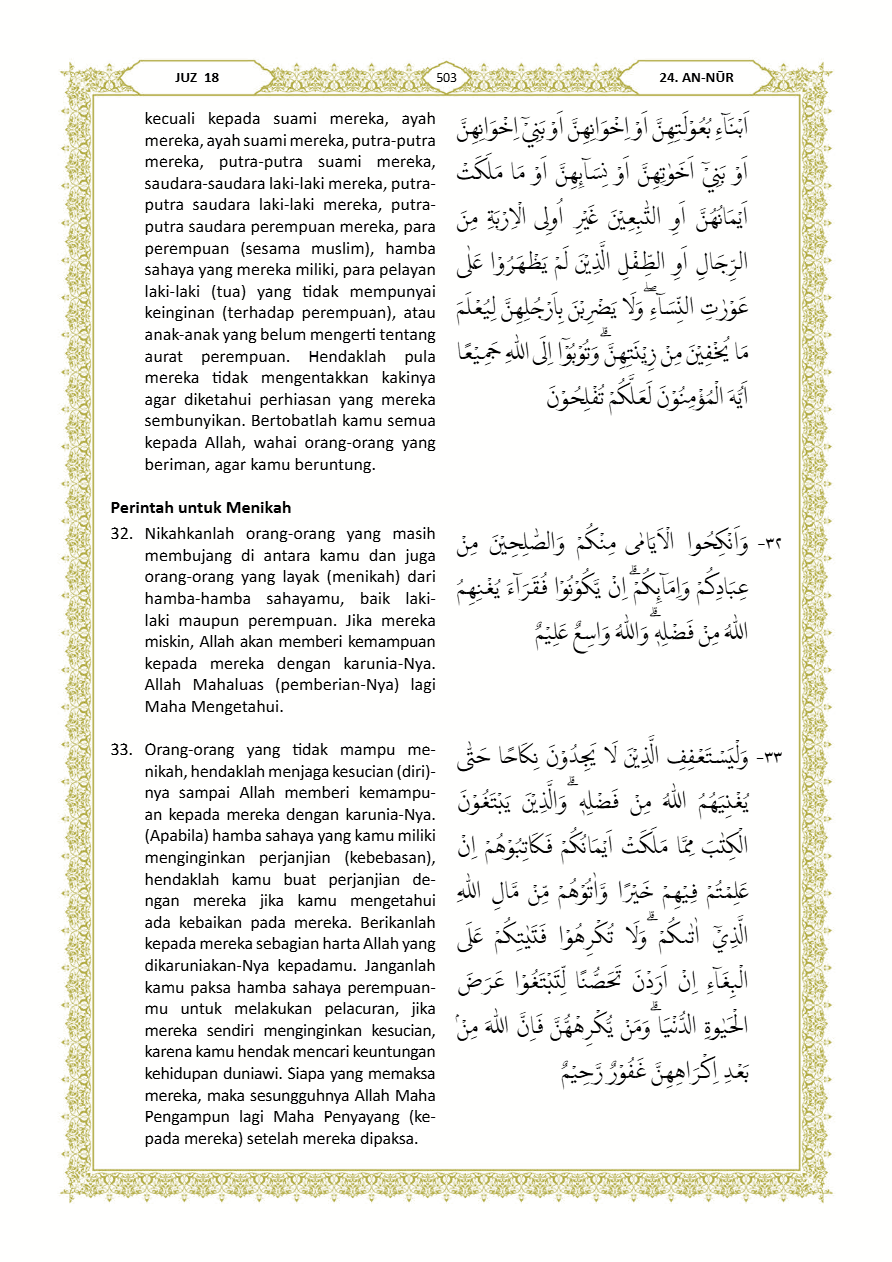 JUZ 18
503
24. AN-NŪR
kecuali kepada suami mereka, ayah
mereka, ayah suami mereka, putra-putra
mereka, putra-putra suami mereka,
saudara-saudara laki-laki mereka, putra-
putra saudara laki-laki mereka, putra-
putra saudara perempuan mereka, para
perempuan (sesama muslim), hamba
sahaya yang mereka miliki, para pelayan
laki-laki (tua) yang tidak mempunyai
keinginan (terhadap perempuan), atau
anak-anak yang belum mengerti tentang
aurat perempuan. Hendaklah pula
mereka tidak mengentakkan kakinya
agar diketahui perhiasan yang mereka
sembunyikan. Bertobatlah kamu semua
kepada Allah, wahai orang-orang yang
beriman, agar kamu beruntung.
اَبْنَاۤءِ بُعُوْلَتِهِنَّ اَوْ اِخْوَانِهِنَّ اَوْ بَنِيْٓ اِخْوَانِهِنَّ
اَوْ بَنِيْٓ اَخَوٰتِهِنَّ اَوْ نِسَاۤىِٕهِنَّ اَوْ مَا مَلَكَتْ
اَيْمَانُهُنَّ اَوِ التّٰبِعِيْنَ غَيْرِ اُولِى الْاِرْبَةِ مِنَ
الرِّجَالِ اَوِ الطِّفْلِ الَّذِيْنَ لَمْ يَظْهَرُوْا عَلٰى
عَوْرٰتِ النِّسَاۤءِۖ وَلَا يَضْرِبْنَ بِاَرْجُلِهِنَّ لِيُعْلَمَ
مَا يُخْفِيْنَ مِنْ زِيْنَتِهِنَّۗ وَتُوْبُوْٓا اِلَى اللّٰهِ جَمِيْعًا
اَيُّهَ الْمُؤْمِنُوْنَ لَعَلَّكُمْ تُفْلِحُوْنَ
Perintah untuk Menikah
32. Nikahkanlah orang-orang yang masih
membujang di antara kamu dan juga
orang-orang yang layak (menikah) dari
hamba-hamba sahayamu, baik laki-
laki maupun perempuan. Jika mereka
miskin, Allah akan memberi kemampuan
kepada mereka dengan karunia-Nya.
Allah Mahaluas (pemberian-Nya) lagi
Maha Mengetahui.
٣٢- وَاَنْكِحُوا الْاَيَامٰى مِنْكُمْ وَالصّٰلِحِيْنَ مِنْ
عِبَادِكُمْ وَاِمَاۤىِٕكُمْۗ اِنْ يَّكُوْنُوْا فُقَرَاۤءَ يُغْنِهِمُ
اللّٰهُ مِنْ فَضْلِهٖۗ وَاللّٰهُ وَاسِعٌ عَلِيْمٌ
33. Orang-orang yang tidak mampu me-
nikah, hendaklah menjaga kesucian (diri)-
nya sampai Allah memberi kemampu-
an kepada mereka dengan karunia-Nya.
(Apabila) hamba sahaya yang kamu miliki
menginginkan perjanjian (kebebasan),
hendaklah kamu buat perjanjian de-
ngan mereka jika kamu mengetahui
ada kebaikan pada mereka. Berikanlah
kepada mereka sebagian harta Allah yang
dikaruniakan-Nya kepadamu. Janganlah
kamu paksa hamba sahaya perempuan-
mu untuk melakukan pelacuran, jika
mereka sendiri menginginkan kesucian,
karena kamu hendak mencari keuntungan
kehidupan duniawi. Siapa yang memaksa
mereka, maka sesungguhnya Allah Maha
Pengampun lagi Maha Penyayang (ke-
pada mereka) setelah mereka dipaksa.
٣٣- وَلْيَسْتَعْفِفِ الَّذِيْنَ لَا يَجِدُوْنَ نِكَاحًا حَتّٰى
يُغْنِيَهُمُ اللّٰهُ مِنْ فَضْلِهٖۗ وَالَّذِيْنَ يَبْتَغُوْنَ
الْكِتٰبَ مِمَّا مَلَكَتْ اَيْمَانُكُمْ فَكَاتِبُوْهُمْ اِنْ
عَلِمْتُمْ فِيْهِمْ خَيْرًا وَّاٰتُوْهُمْ مِّنْ مَّالِ اللّٰهِ
الَّذِيْٓ اٰتٰىكُمْۗ وَلَا تُكْرِهُوْا فَتَيٰتِكُمْ عَلَى
الْبِغَاۤءِ اِنْ اَرَدْنَ تَحَصُّنًا لِّتَبْتَغُوْا عَرَضَ
الْحَيٰوةِ الدُّنْيَاۗ وَمَنْ يُّكْرِهْهُّنَّ فَاِنَّ اللّٰهَ مِنْۢ
بَعْدِ اِكْرَاهِهِنَّ غَفُوْرٌ رَّحِيْمٌ